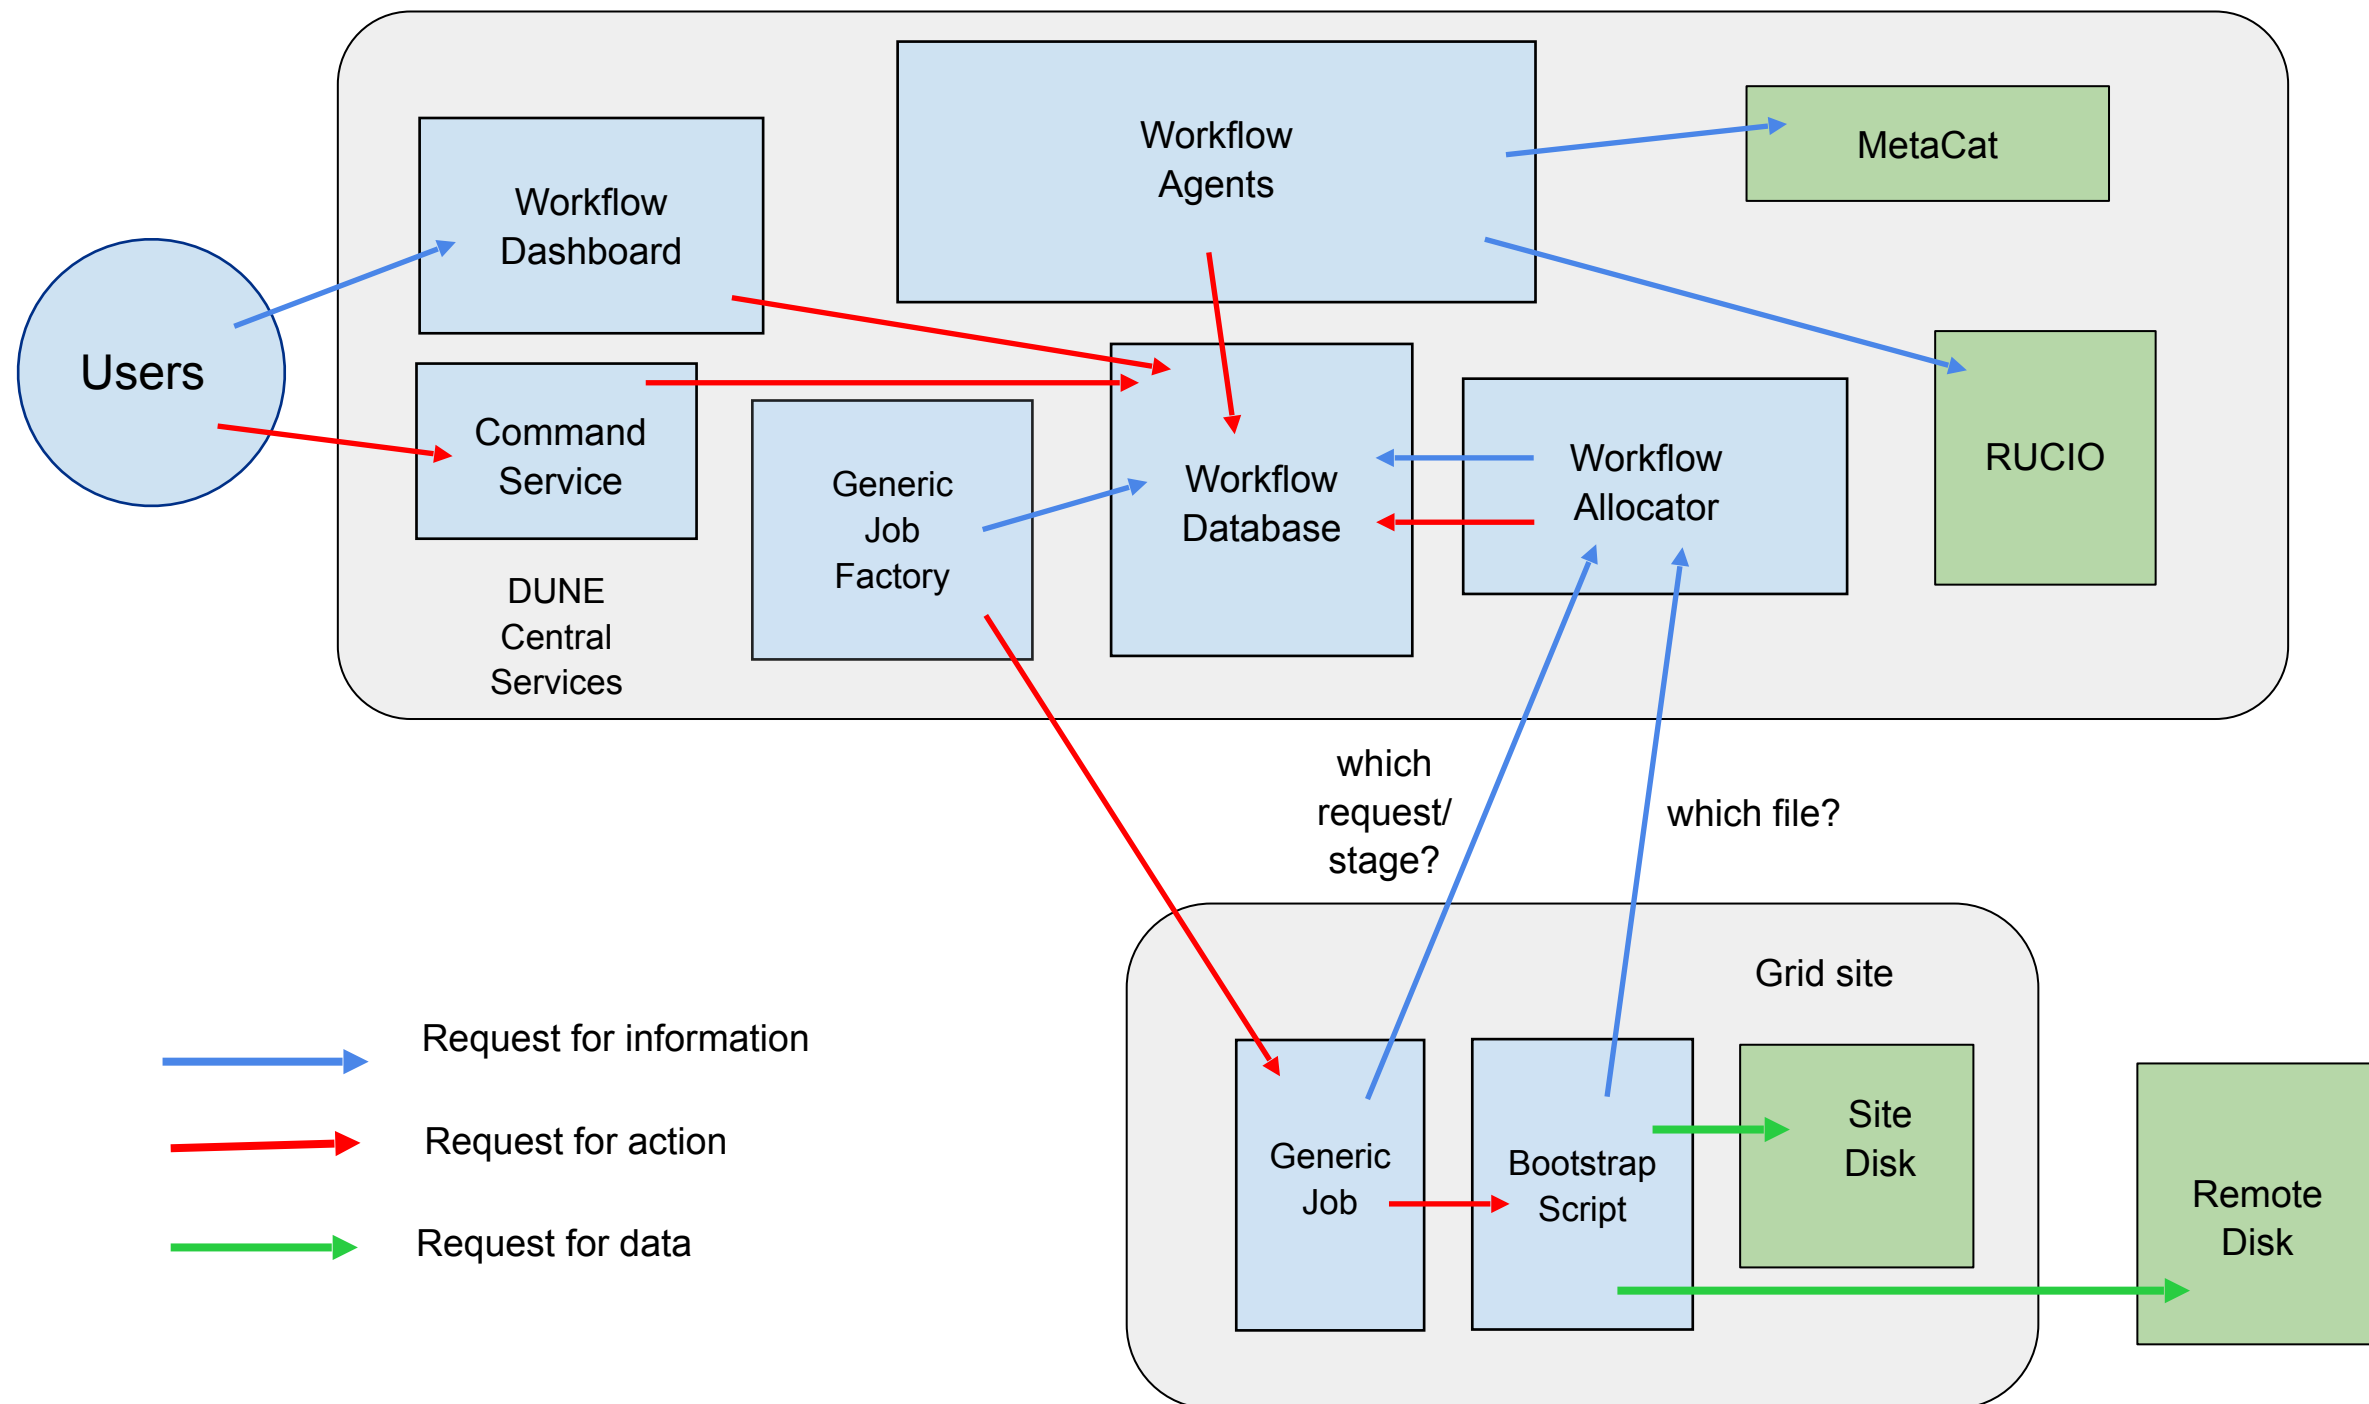 Workflow
Agents
MetaCat
Workflow
Dashboard
Users
Command
Service
Generic
Job
Factory
Workflow
Database
Workflow
Allocator
RUCIO
DUNE
Central
Services
which
request/
stage?
which file?
Grid site
Request for information
Request for action
Request for data
Generic
Job
Bootstrap
Script
Site
Disk
Remote
Disk